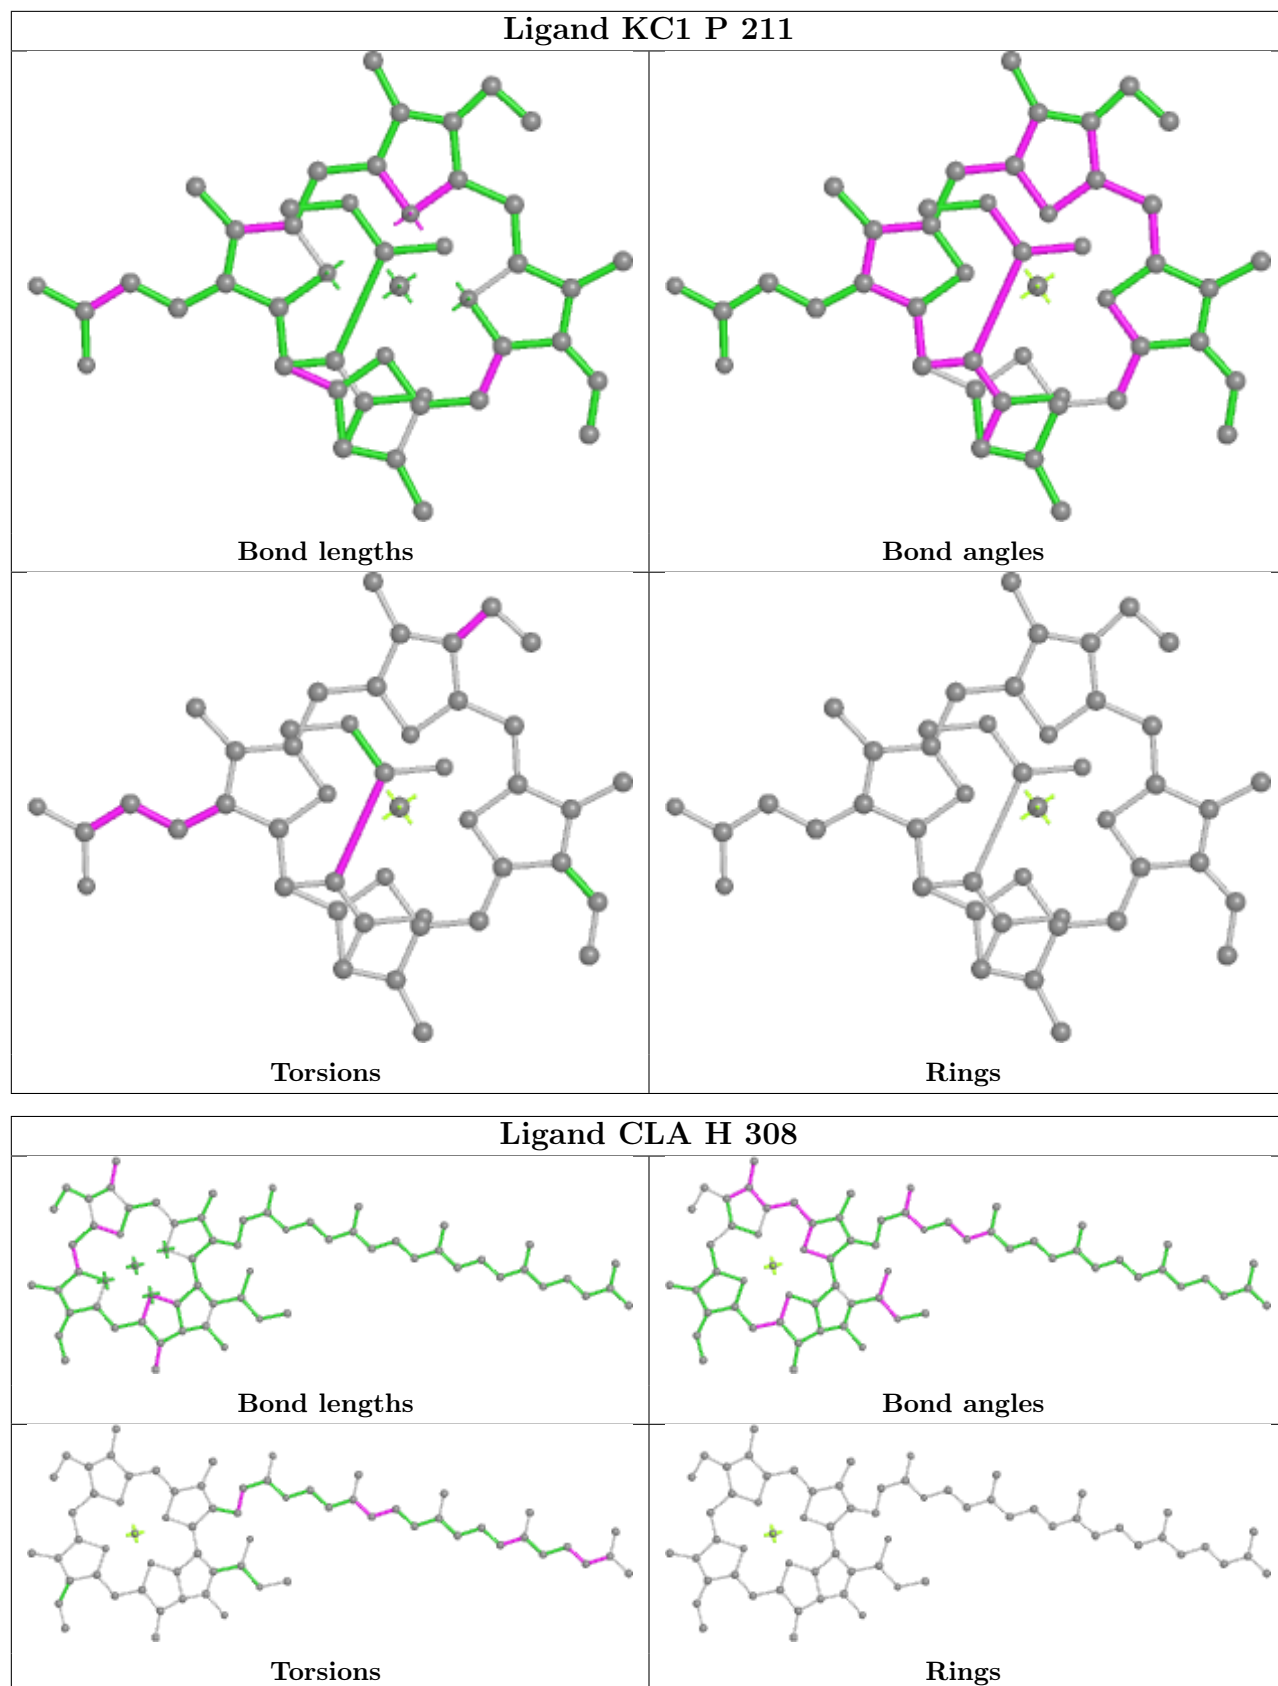 Ligand KC1 P 211
Bond lengths
Bond angles
Torsions
Rings
Ligand CLA H 308
Bond lengths
Bond angles
Torsions
Rings